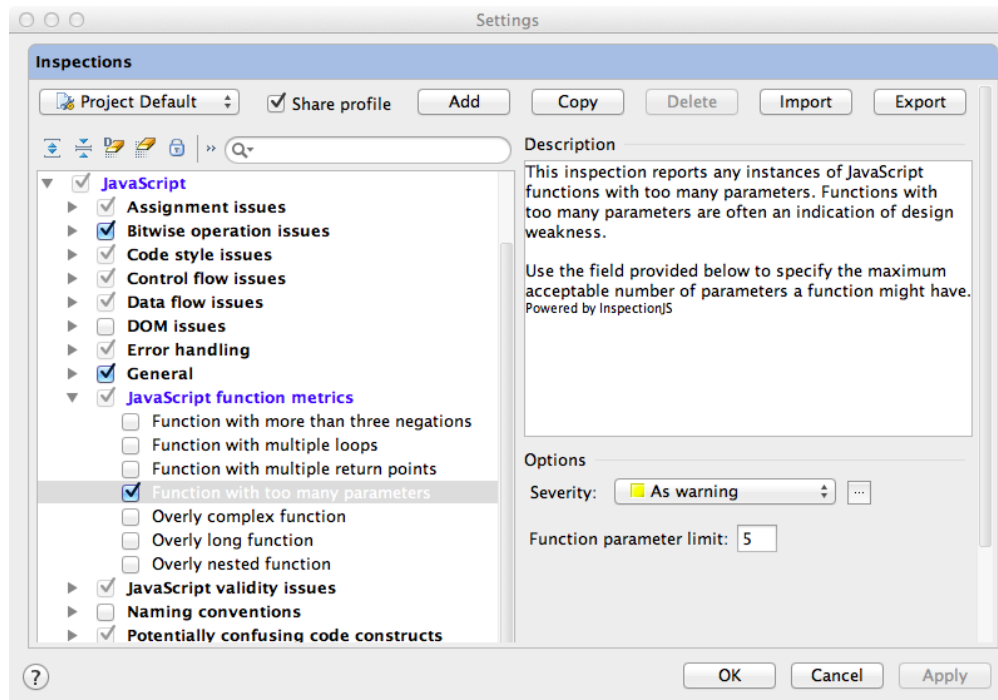 Settings
Inspections
Project Default
Share profile
Add
Copy
Delete
Import
Export
»
JavaScript
Assignment issues
Bitwise operation issues
Code style issues
Control flow issues
Data flow issues
DOM issues
Error handling
General
JavaScript function metrics
Function with more than three negations
Function with multiple loops
Function with multiple return points
Function with too many parameters
Overly complex function
Overly long function
Overly nested function
JavaScript validity issues
Naming conventions
Potentially confusing code constructs
Description
This inspection reports any instances of JavaScript
functions with too many parameters. Functions with
too many parameters are often an indication of design
weakness.
Use the field provided below to specify the maximum
acceptable number of parameters a function might have.
Powered by InspectionJS
Options
Severity: As warning ...
Function parameter limit: 5
?
OK
Cancel
Apply